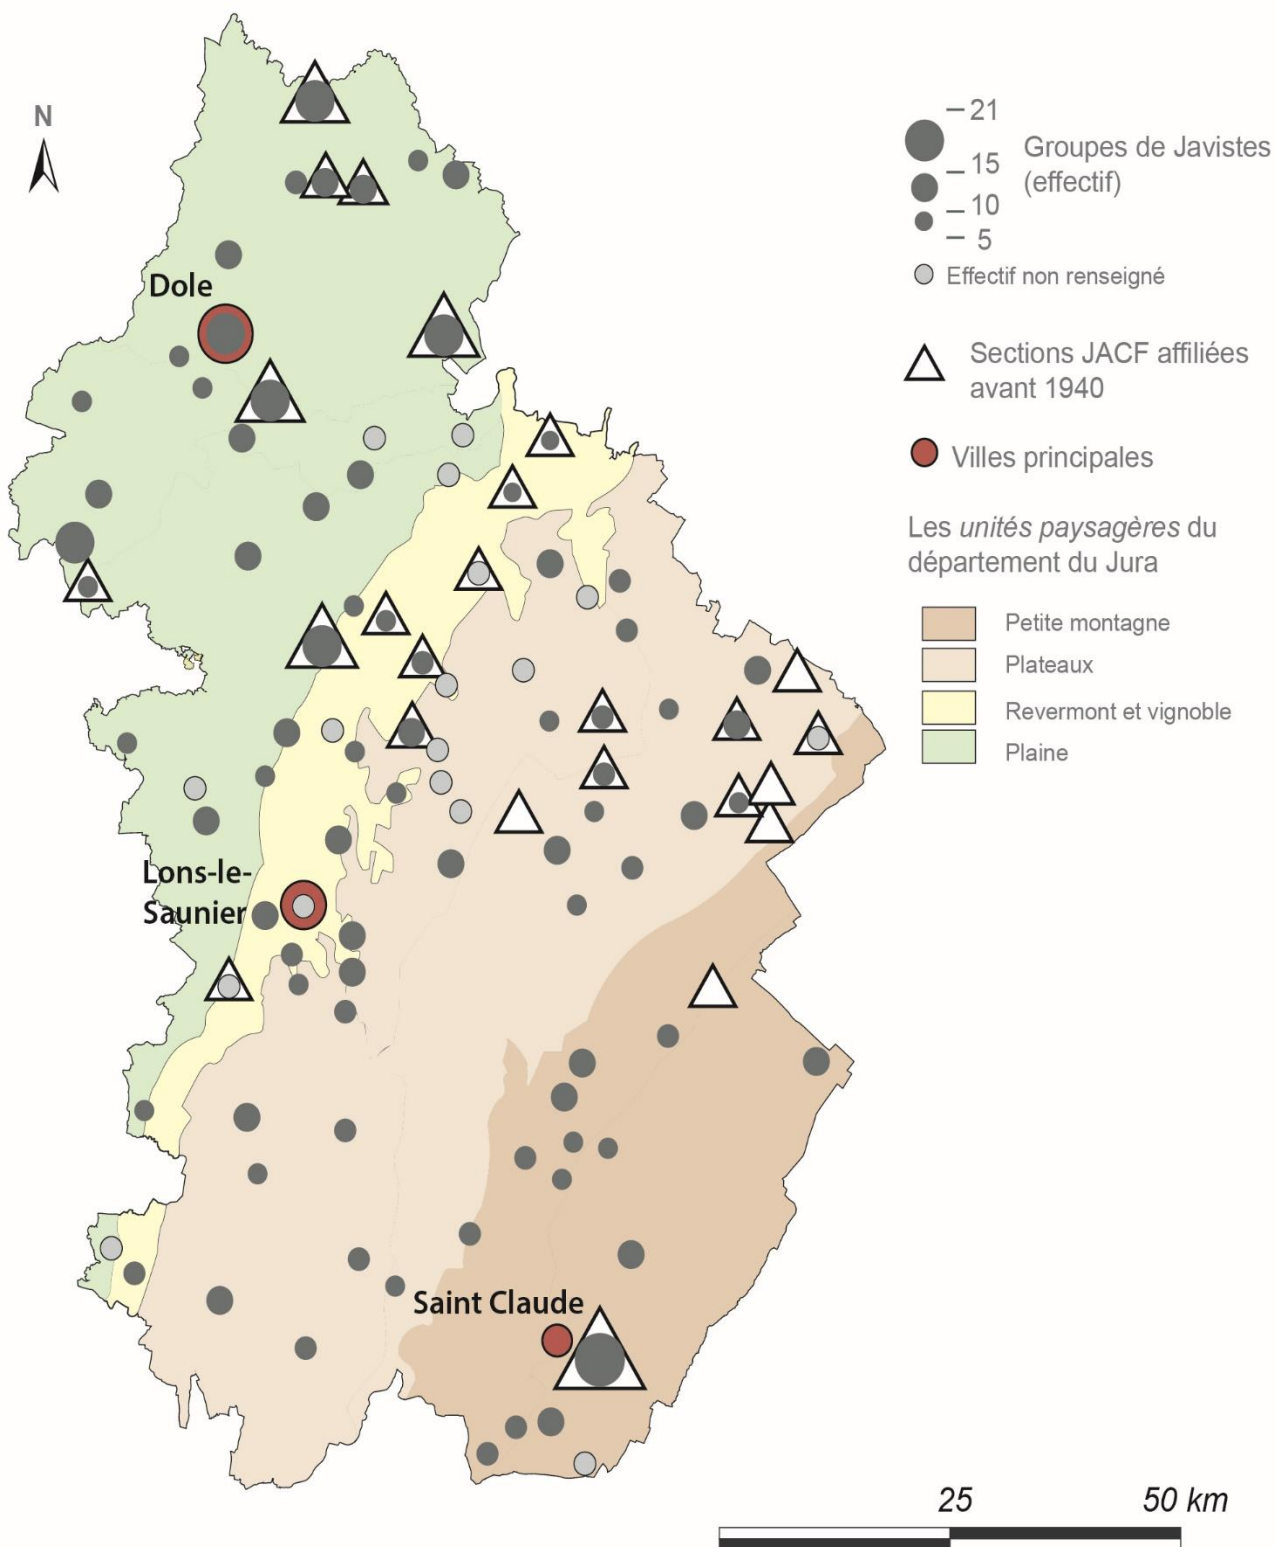 N
Dole
Lons-le-
Saunier
Saint Claude
– 21
– 15
– 10
– 5
Groupes de Javistes
(effectif)
Effectif non renseigné
Sections JACF affiliées
avant 1940
Villes principales
Les unités paysagères du
département du Jura
Petite montagne
Plateaux
Revermont et vignoble
Plaine
25 50 km